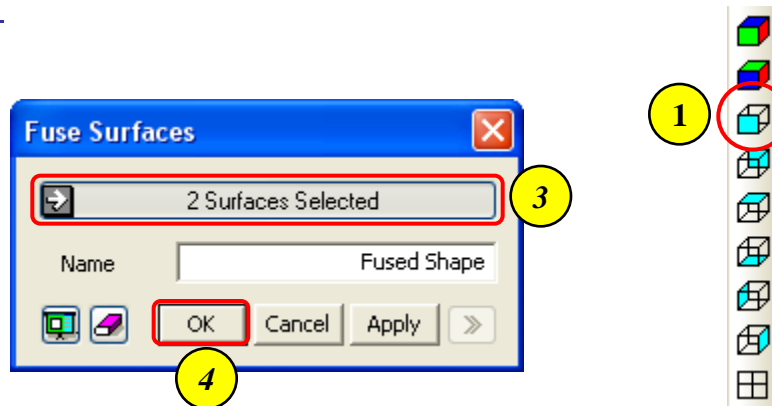 1
Fuse Surfaces
2 Surfaces Selected
3
Name
Fused Shape
OK
Cancel
Apply
4